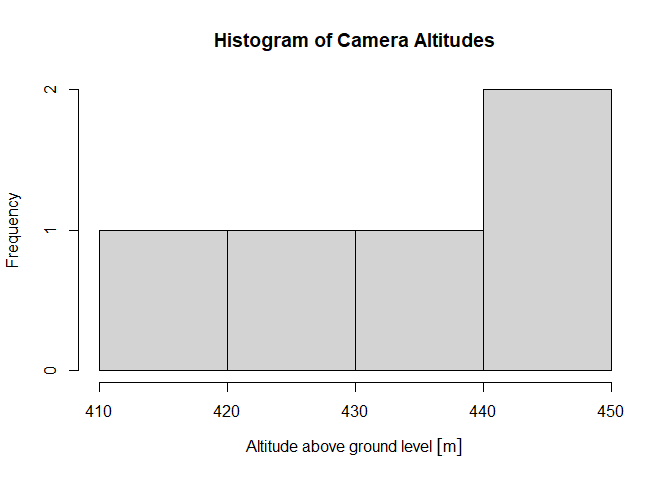 Histogram of Camera Altitudes
2
1
0
Frequency
410 420 430 440 450
Altitude above ground level [m]